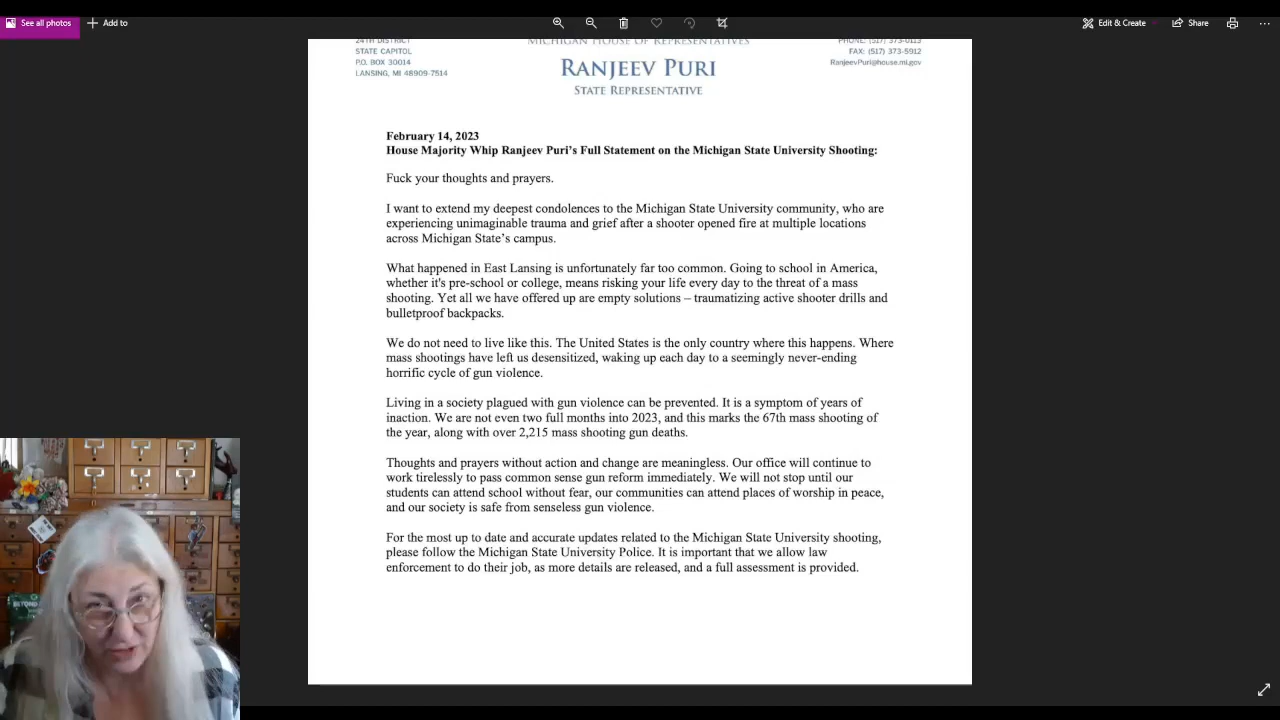 See all photos
Add to
Edit & Create
Share
24TH DISTRICT
STATE CAPITOL
P.O. BOX 30014
LANSING, MI 48909-7514
MICHIGAN HOUSE OF REPRESENTATIVES
RANJEEV PURI
STATE REPRESENTATIVE
PHONE: (517) 373-0113
FAX: (517) 373-5912
RanjeevPuri@house.mi.gov
February 14, 2023
House Majority Whip Ranjeev Puri's Full Statement on the Michigan State University Shooting:
Fuck your thoughts and prayers.
I want to extend my deepest condolences to the Michigan State University community, who are
experiencing unimaginable trauma and grief after a shooter opened fire at multiple locations
across Michigan State's campus.
What happened in East Lansing is unfortunately far too common. Going to school in America,
whether it's pre-school or college, means risking your life every day to the threat of a mass
shooting. Yet all we have offered up are empty solutions – traumatizing active shooter drills and
bulletproof backpacks.
We do not need to live like this. The United States is the only country where this happens. Where
mass shootings have left us desensitized, waking up each day to a seemingly never-ending
horrific cycle of gun violence.
Living in a society plagued with gun violence can be prevented. It is a symptom of years of
inaction. We are not even two full months into 2023, and this marks the 67th mass shooting of
the year, along with over 2,215 mass shooting gun deaths.
Thoughts and prayers without action and change are meaningless. Our office will continue to
work tirelessly to pass common sense gun reform immediately. We will not stop until our
students can attend school without fear, our communities can attend places of worship in peace,
and our society is safe from senseless gun violence.
For the most up to date and accurate updates related to the Michigan State University shooting,
please follow the Michigan State University Police. It is important that we allow law
enforcement to do their job, as more details are released, and a full assessment is provided.
BEYOND